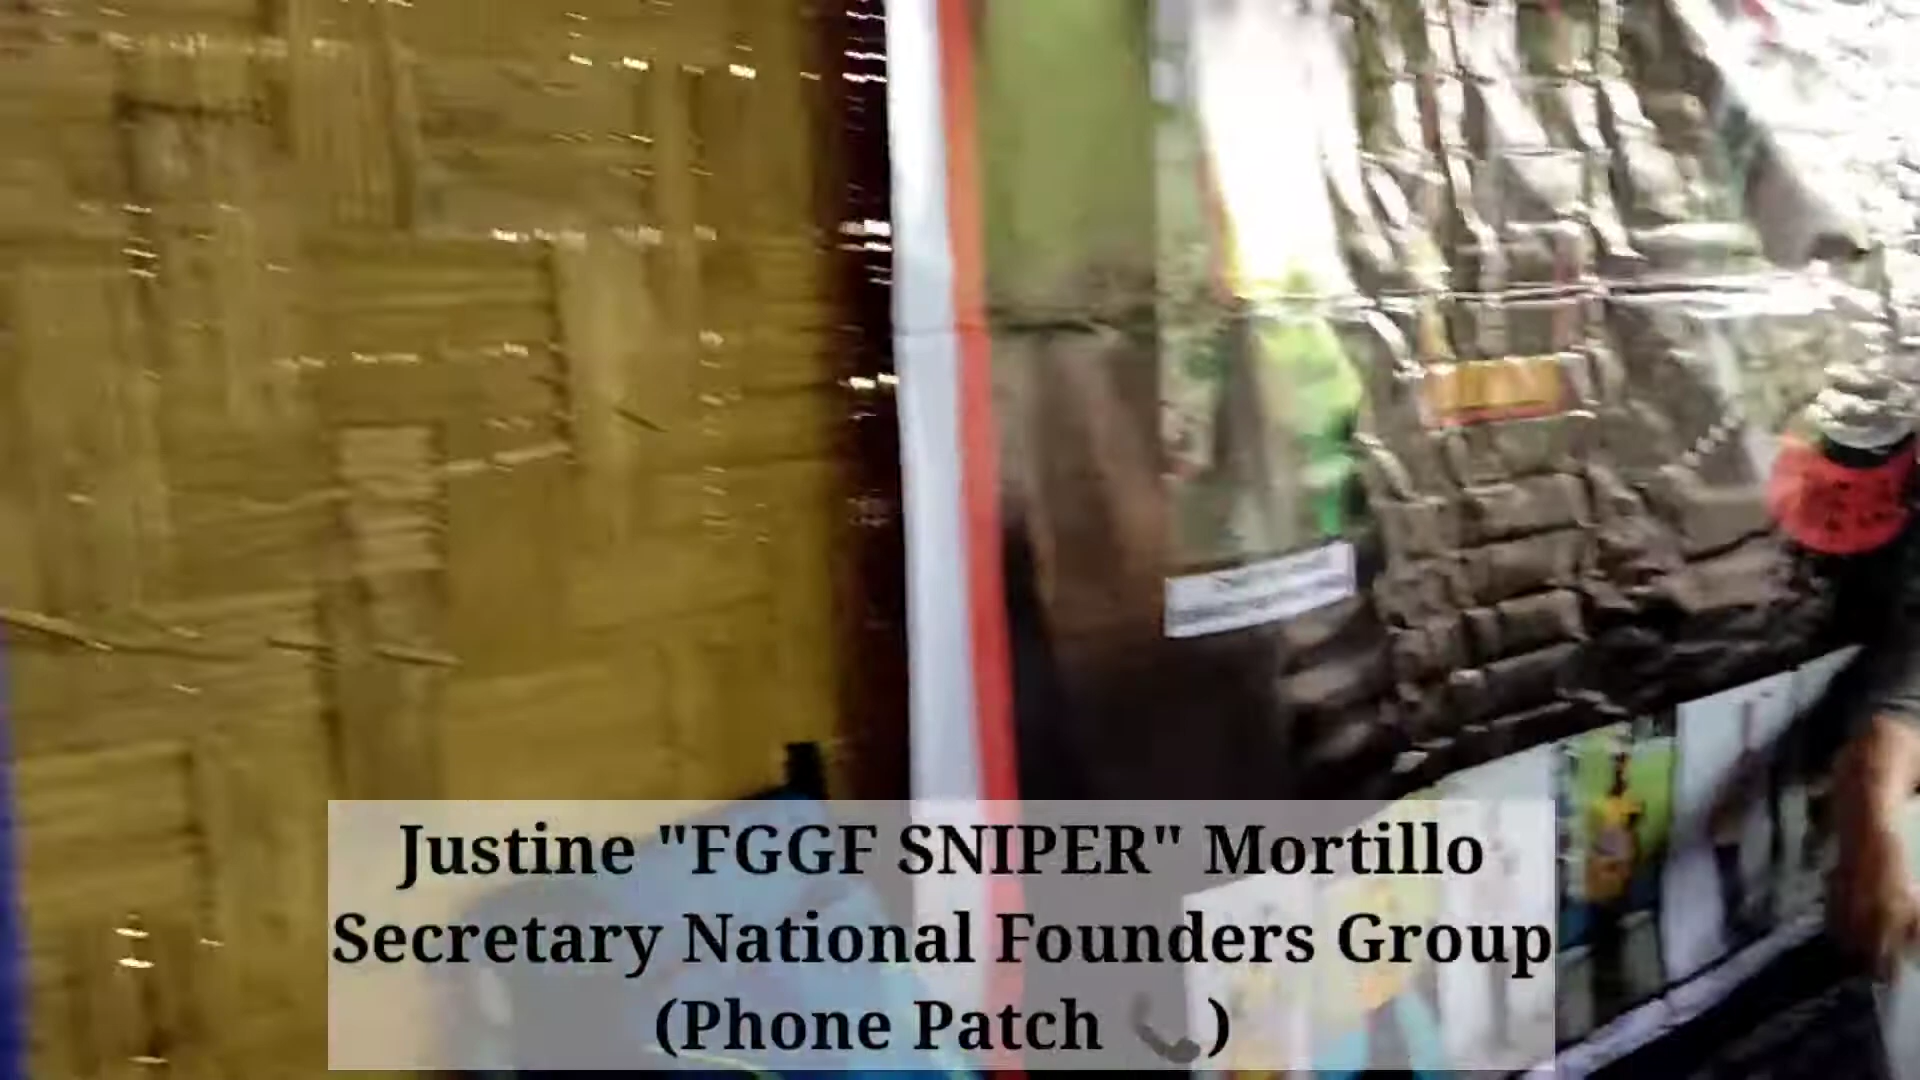 Justine "FGGF SNIPER" Mortillo
Secretary National Founders Group
(Phone Patch 📞)